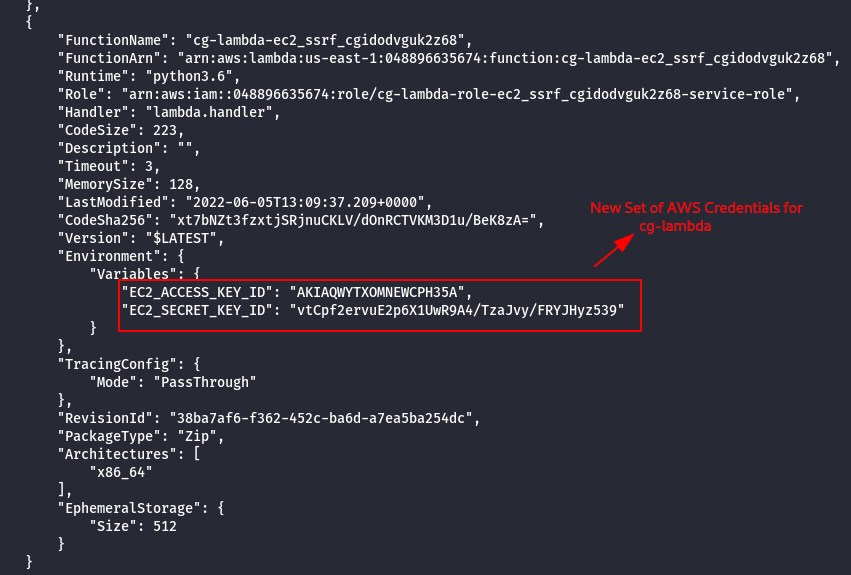 },
{
"FunctionName": "cg-lambda-ec2_ssrf_cgidodvguk2z68",
"FunctionArn": "arn:aws:lambda:us-east-1:048896635674:function:cg-lambda-ec2_ssrf_cgidodvguk2z68",
"Runtime": "python3.6",
"Role": "arn:aws:iam::048896635674:role/cg-lambda-role-ec2_ssrf_cgidodvguk2z68-service-role",
"Handler": "lambda.handler",
"CodeSize": 223,
"Description": "",
"Timeout": 3,
"MemorySize": 128,
"LastModified": "2022-06-05T13:09:37.209+0000",
"CodeSha256": "xt7bNZt3fzxtjSRjnuCKLV/dOnRCTVKM3D1u/BeK8zA=",
"Version": "$LATEST",
"Environment": {
"Variables": {
"EC2_ACCESS_KEY_ID": "AKIAQWYTXOMNEWCPH35A",
"EC2_SECRET_KEY_ID": "vtCpf2ervuE2p6X1UwR9A4/TzaJvy/FRYJHyz539"
}
},
"TracingConfig": {
"Mode": "PassThrough"
},
"RevisionId": "38ba7af6-f362-452c-ba6d-a7ea5ba254dc",
"PackageType": "Zip",
"Architectures": [
"x86_64"
],
"EphemeralStorage": {
"Size": 512
}
}
New Set of AWS Credentials for
cg-lambda